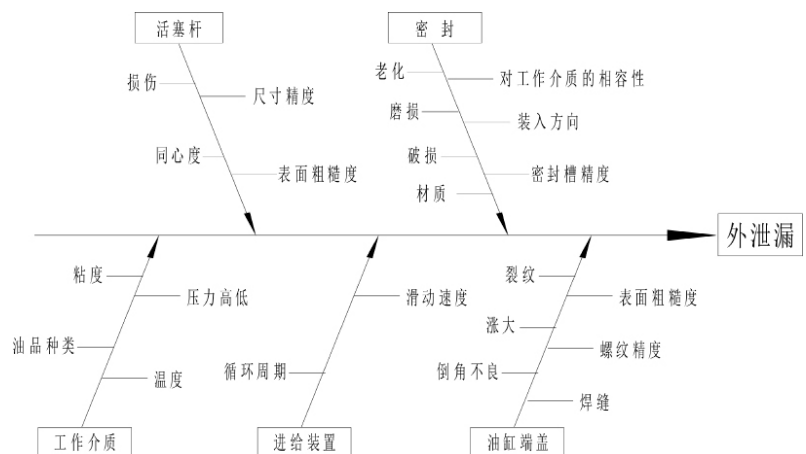 活塞杆
密封
损伤
尺寸精度
同心度
表面粗糙度
老化
对工作介质的相容性
磨损
装入方向
破损
密封槽精度
材质
外泄漏
粘度
压力高低
油品种类
温度
工作介质
滑动速度
循环周期
进给装置
裂纹
表面粗糙度
涨大
螺纹精度
倒角不良
焊缝
油缸端盖